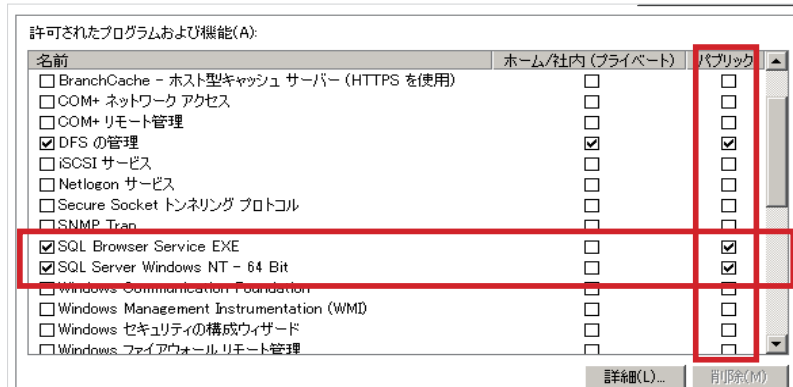 許可されたプログラムおよび機能(A):
名前 ホーム/社内 (プライベート) パブリック
BranchCache - ホスト型キャッシュ サーバー (HTTPS を使用)
COM+ ネットワーク アクセス
COM+ リモート管理
DFS の管理
iSCSI サービス
Netlogon サービス
Secure Socket トンネリング プロトコル
SNMP Trap
SQL Browser Service EXE
SQL Server Windows NT - 64 Bit
Windows Communication Foundation
Windows Management Instrumentation (WMI)
Windows セキュリティの構成ウィザード
Windows ファイアウォール リモート管理
詳細(L)... 削除(M)